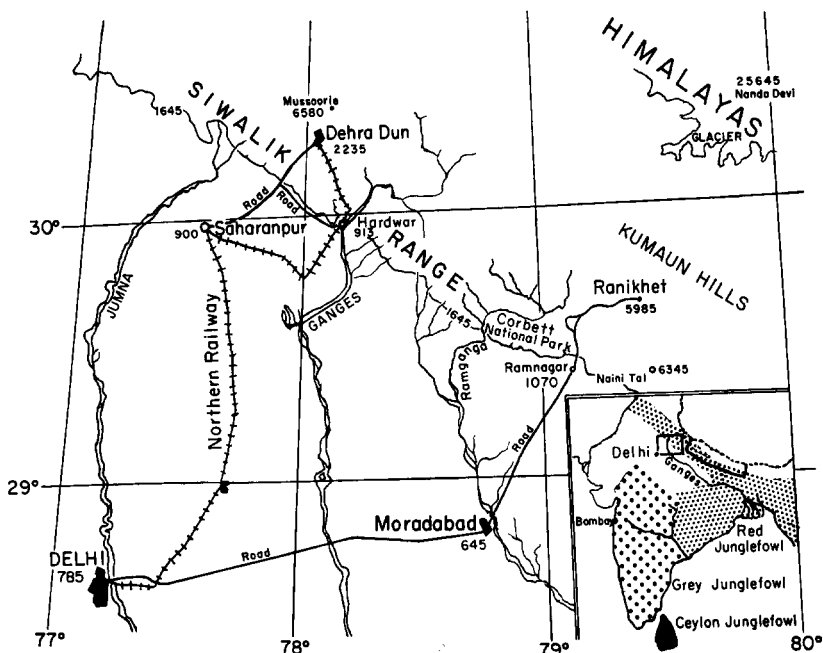 HIMALAYAS
25645
Nanda Devi
GLACIER
SIWALIK
1645
Mussoorie
6580
Dehra Dun
2235
Road
Road
30°
900
Saharanpur
Hardwar
913
RANGE
KUMAUN HILLS
JUMNA
GANGES
Ranikhet
5985
1645
Corbett
National Park
Ramganga
Ramnagar
1070
Naini Tal
6345
Northern Railway
Road
29°
Moradabad
645
DELHI
785
Road
Delhi
Ganges
Bombay
Red
Junglefowl
Grey Junglefowl
Ceylon Junglefowl
77°
78°
79°
80°